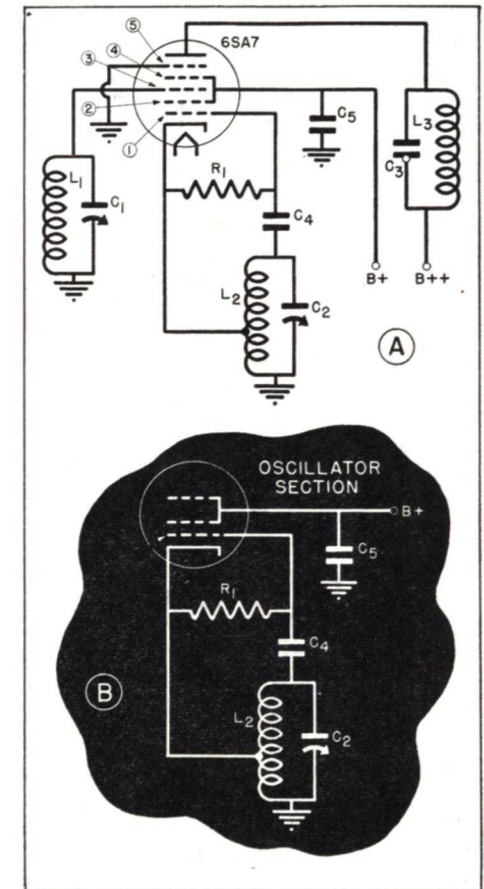 ⑤
6SA7
④
③
②
①
C5
L3
C3
L1
C1
R1
C4
L2
C2
B+ B++
A
OSCILLATOR
SECTION
B+
C5
R1
C4
B
L2
C2